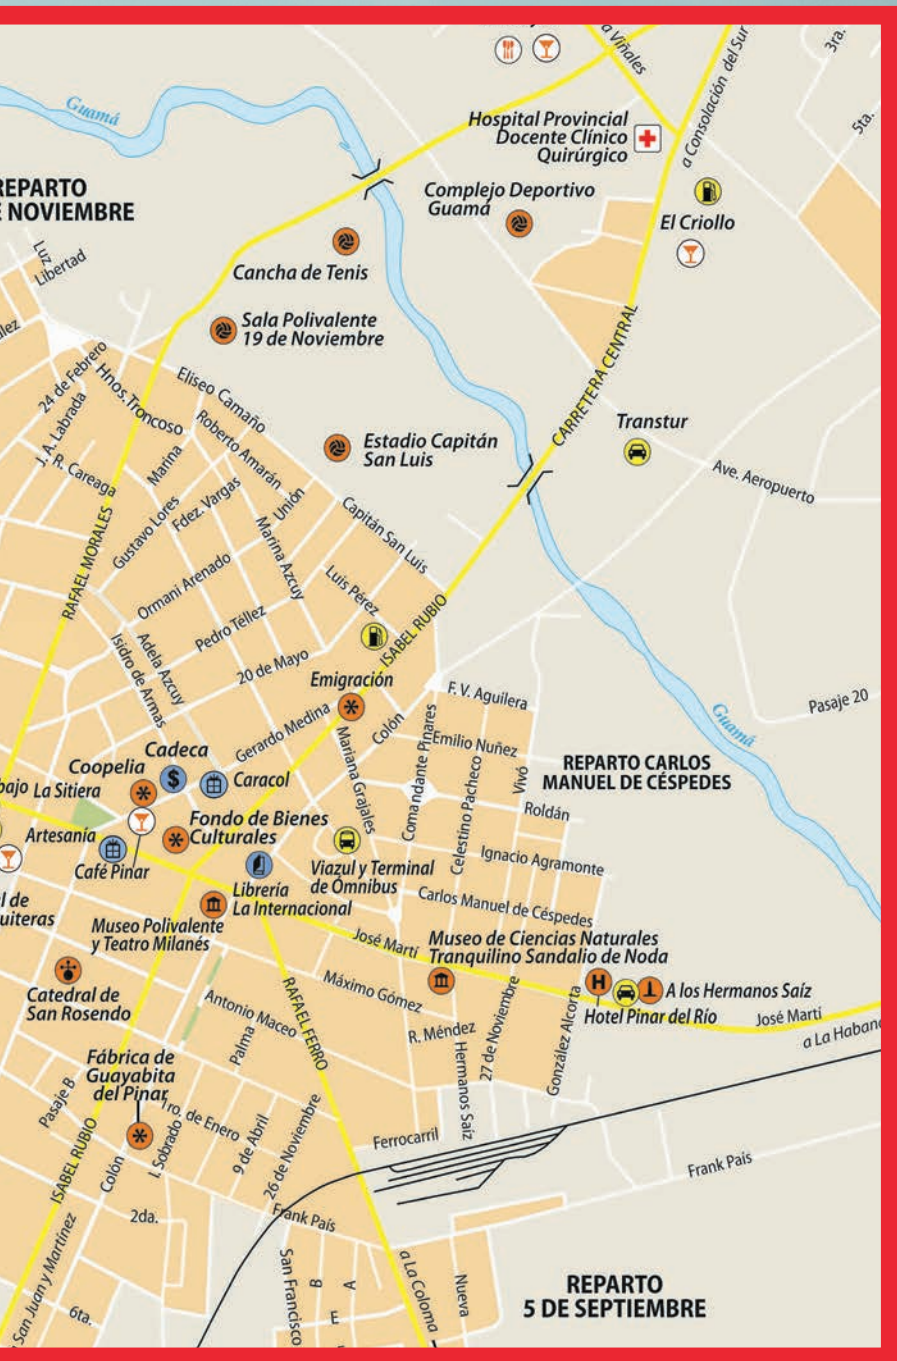 a Viñales
a Consolación del Sur
3ra.
5ta.
Guamá
Hospital Provincial
Docente Clínico
Quirúrgico
REPARTO
NOVIEMBRE
Complejo Deportivo
Guamá
El Criollo
Luz
Libertad
Cancha de Tenis
Sala Polivalente
19 de Noviembre
CARRETERA CENTRAL
24 de Febrero
Hnos. Troncoso
Eliseo Camaño
J. A. Labrada
Roberto Amarán
Transtur
Estadio Capitán
San Luis
R. Careaga
Marina
Ave. Aeropuerto
Gustavo Lores
Fdez. Vargas
Unión
Capitán San Luis
RAFAEL MORALES
Marina Azcuy
Ormani Arenado
Luis Pérez
Pedro Téllez
ISABEL RUBIO
Isidro de Armas
Adela Azcuy
20 de Mayo
Emigración
F. V. Aguilera
Pasaje 20
Gerardo Medina
Colón
Guamá
Mariana Grajales
Comandante Pinares
Emilio Nuñez
Cadeca
Coopelia
Celestino Pacheco
Vivó
REPARTO CARLOS
MANUEL DE CÉSPEDES
bajo
La Sitiera
Caracol
Roldán
Fondo de Bienes
Culturales
Artesanía
Café Pinar
Viazul y Terminal
de Ómnibus
Ignacio Agramonte
Librería
La Internacional
Carlos Manuel de Céspedes
l de
uiteras
Museo Polivalente
y Teatro Milanés
José Martí
Museo de Ciencias Naturales
Tranquilino Sandalio de Noda
Catedral de
San Rosendo
RAFAEL FERRO
Máximo Gómez
H
A los Hermanos Saíz
Hotel Pinar del Río
José Martí
a La Habana
Antonio Maceo
Palma
R. Méndez
Hermanos Saíz
27 de Noviembre
González Alcorta
Fábrica de
Guayabita
del Pinar
Pasaje B
1ro. de Enero
I. Sobrado
9 de Abril
26 de Noviembre
Ferrocarril
Frank País
ISABEL RUBIO
Colón
2da.
Frank País
San Juan y Martínez
6ta.
San Francisco
B
A
E
a La Coloma
Nueva
REPARTO
5 DE SEPTIEMBRE